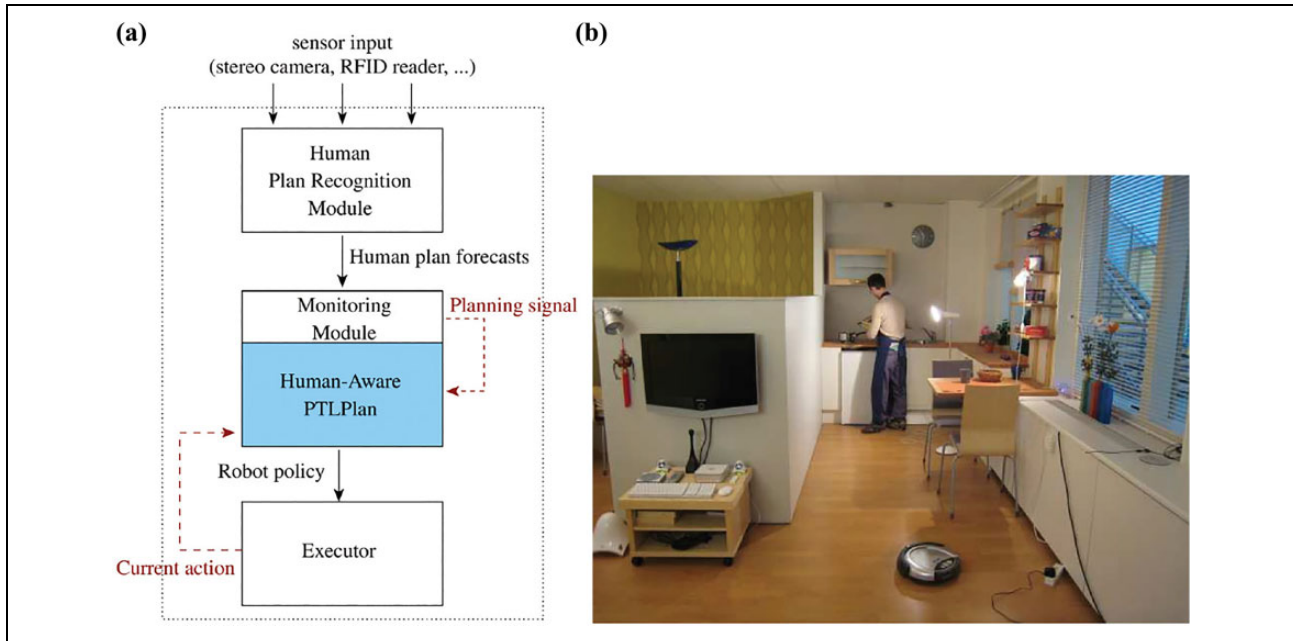 (a)
sensor input
(stereo camera, RFID reader, ...)
Human
Plan Recognition
Module
Human plan forecasts
Monitoring
Module
Planning signal
Human-Aware
PTLPlan
Robot policy
Executor
Current action
(b)